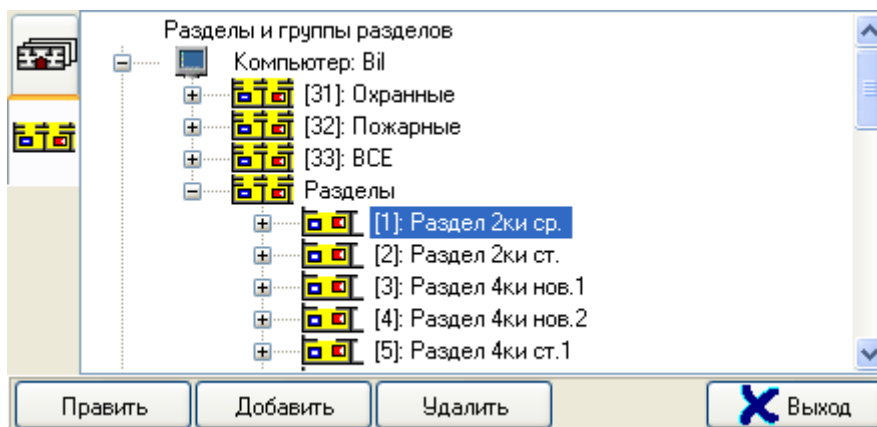 Разделы и группы разделов
Компьютер: Bil
[31]: Охранные
[32]: Пожарные
[33]: ВСЕ
Разделы
[1]: Раздел 2ки ср.
[2]: Раздел 2ки ст.
[3]: Раздел 4ки нов.1
[4]: Раздел 4ки нов.2
[5]: Раздел 4ки ст.1
Править Добавить Удалить Выход